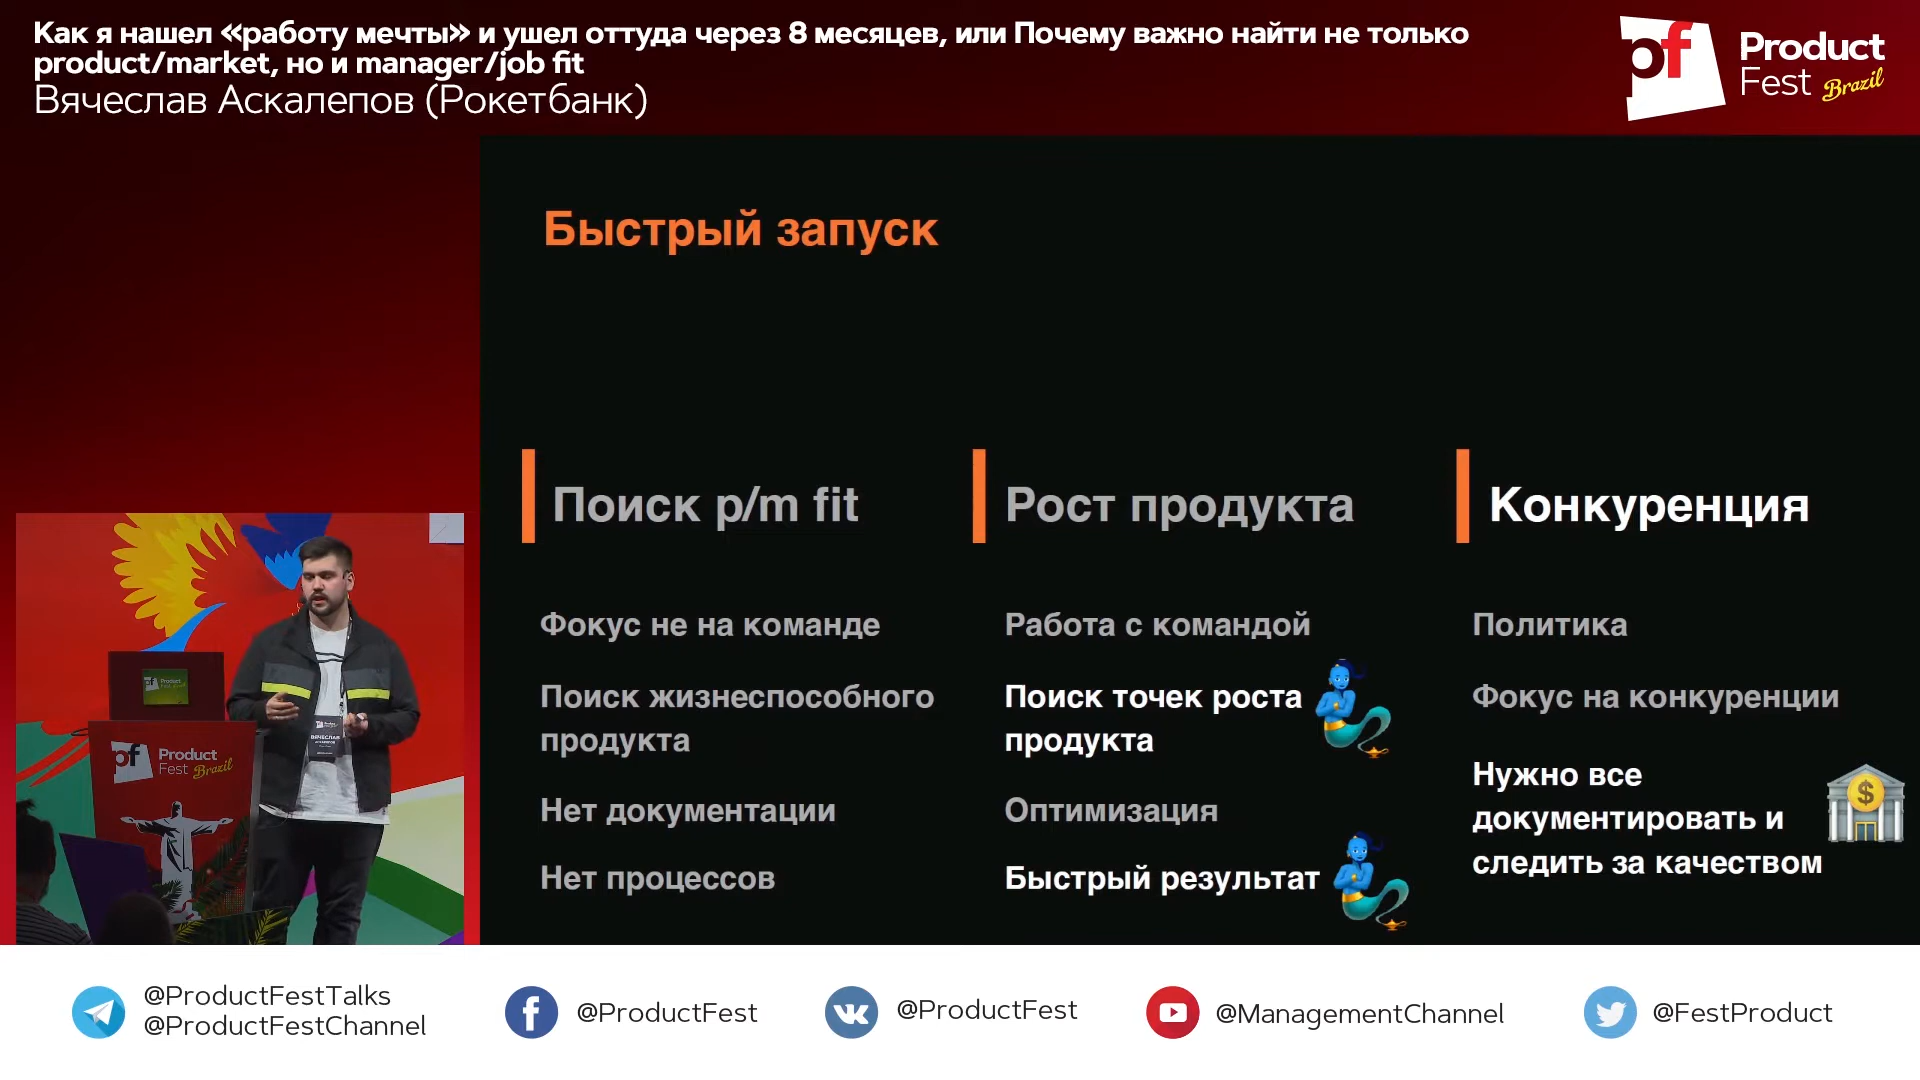 Как я нашел «работу мечты» и ушел оттуда через 8 месяцев, или Почему важно найти не только
product/market, но и manager/job fit
Вячеслав Аскалепов (Рокетбанк)
pf Product
Fest Brazil
Быстрый запуск
Поиск p/m fit
Фокус не на команде
Поиск жизнеспособного
продукта
Нет документации
Нет процессов
Рост продукта
Работа с командой
Поиск точек роста
продукта
Оптимизация
Быстрый результат
Конкуренция
Политика
Фокус на конкуренции
Нужно все
документировать и
следить за качеством
pf Product
Fest Brazil
ВЯЧЕСЛАВ
@ProductFestTalks
@ProductFestChannel
@ProductFest
@ProductFest
@ManagementChannel
@FestProduct